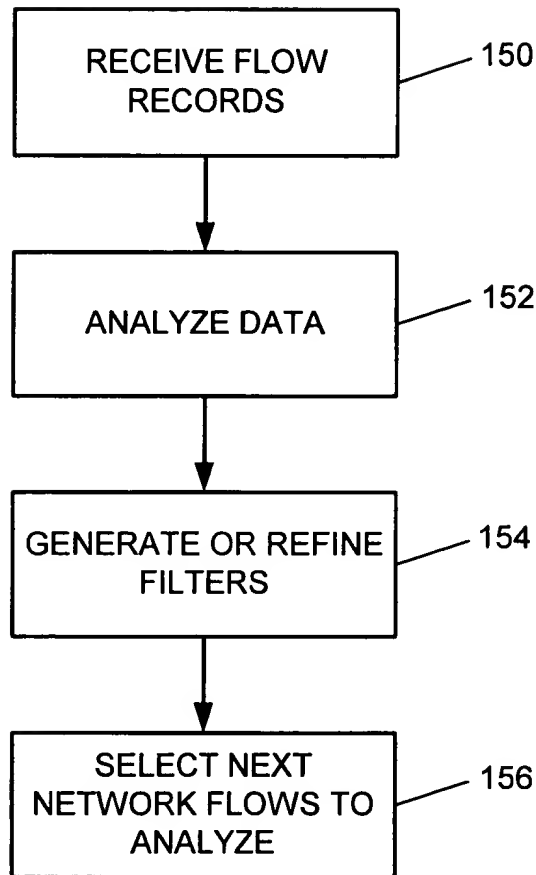 RECEIVE FLOW
RECORDS
150
ANALYZE DATA
152
GENERATE OR REFINE
FILTERS
154
SELECT NEXT
NETWORK FLOWS TO
ANALYZE
156